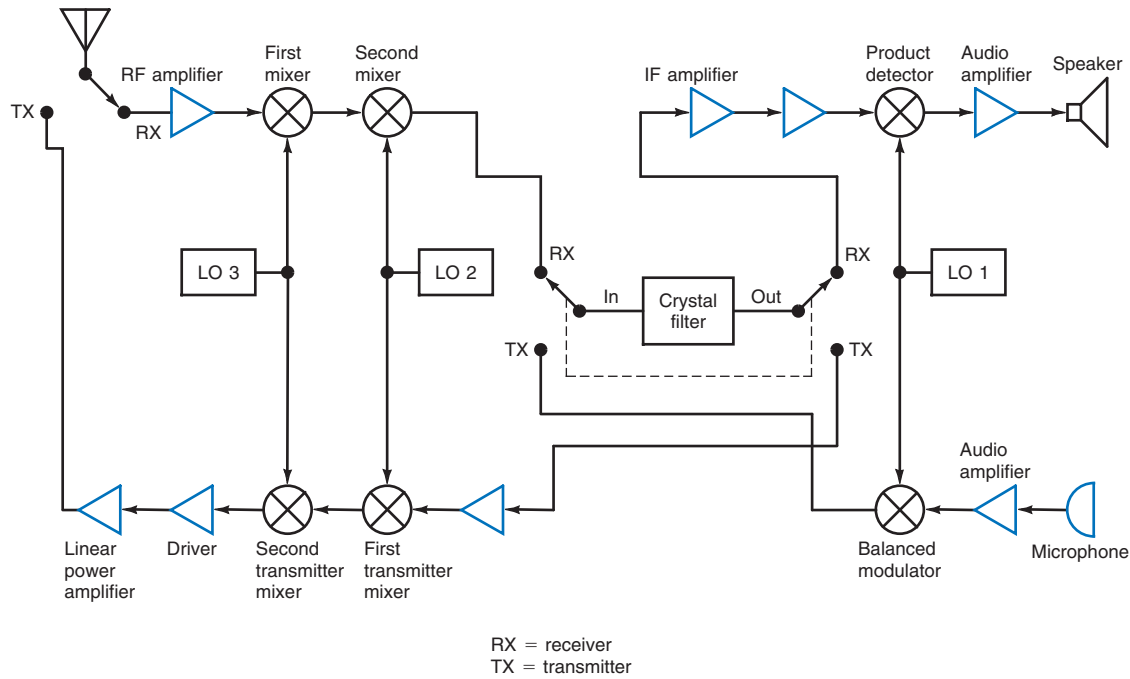 First
mixer
Second
mixer
Product
detector
Audio
amplifier
Speaker
RF amplifier
IF amplifier
TX
RX
LO 3
LO 2
RX
RX
LO 1
In
Crystal
filter
Out
TX
TX
Audio
amplifier
Linear
power
amplifier
Driver
Second
transmitter
mixer
First
transmitter
mixer
Balanced
modulator
Microphone
RX = receiver
TX = transmitter